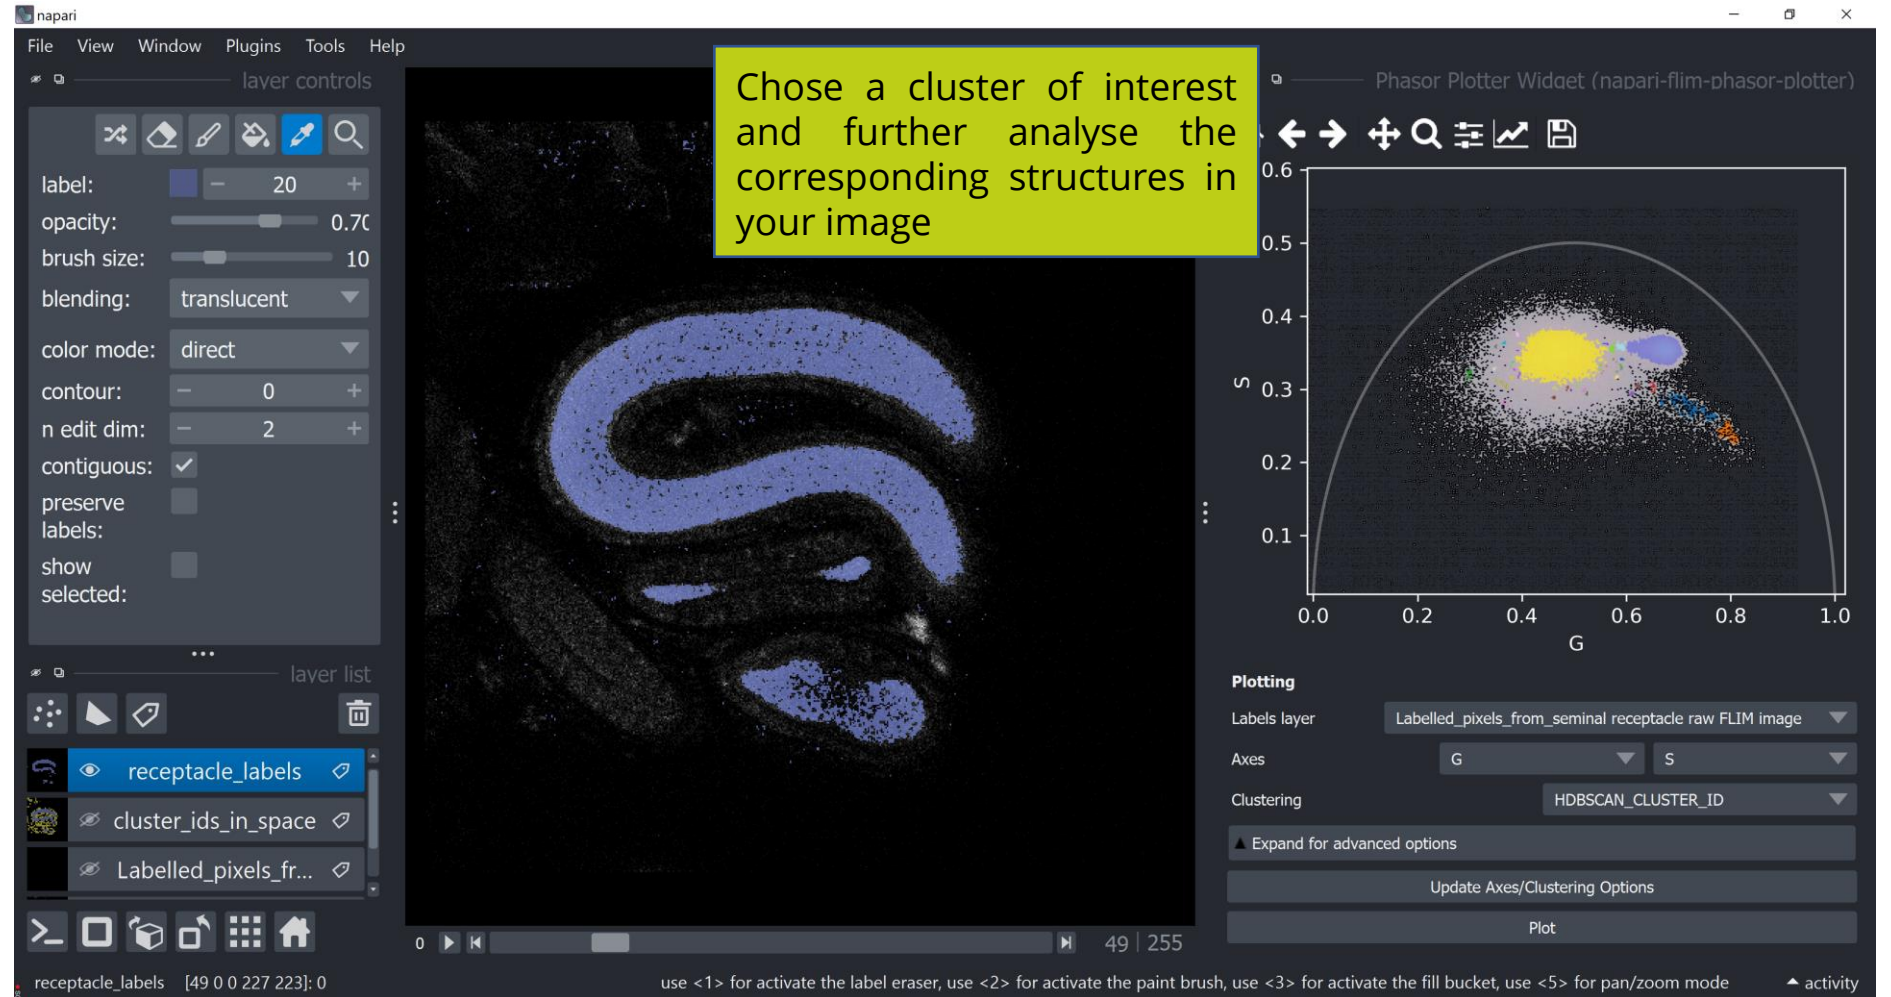 napari
File View Window Plugins Tools Help
layer controls
label: 20
opacity: 0.70
brush size: 10
blending: translucent
color mode: direct
contour: 0
n edit dim: 2
contiguous:
preserve
labels:
show
selected:
layer list
receptacle_labels
cluster_ids_in_space
Labelled_pixels_fr...
Chose a cluster of interest
and further analyse the
corresponding structures in
your image
0 49 | 255
Phasor Plotter Widget (napari-flim-phasor-plotter)
0.6
0.5
0.4
S 0.3
0.2
0.1
0.0 0.2 0.4 0.6 0.8 1.0
G
Plotting
Labels layer Labelled_pixels_from_seminal receptacle raw FLIM image
Axes G S
Clustering HDBSCAN_CLUSTER_ID
Expand for advanced options
Update Axes/Clustering Options
Plot
receptacle_labels [49 0 0 227 223]: 0
use <1> for activate the label eraser, use <2> for activate the paint brush, use <3> for activate the fill bucket, use <5> for pan/zoom mode
activity